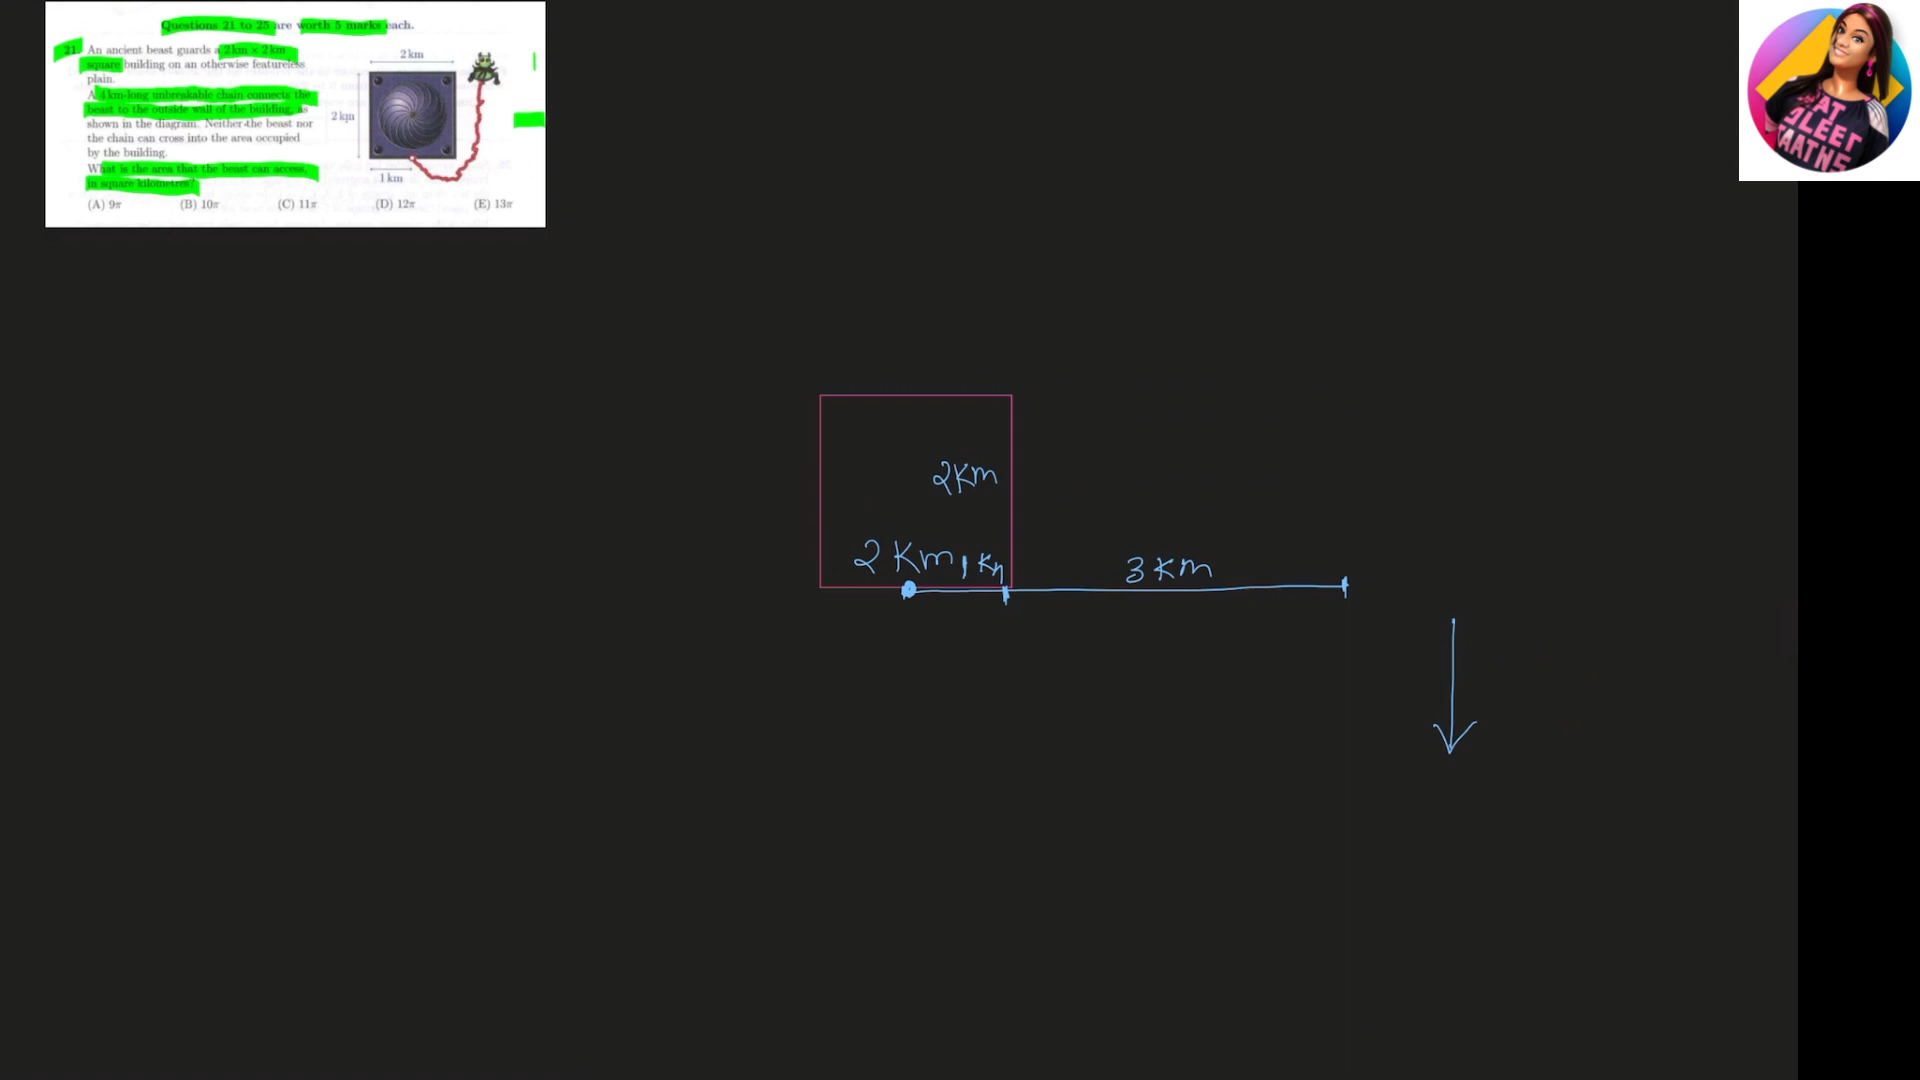 Questions 21 to 25 are worth 5 marks each.
21. An ancient beast guards a 2 km × 2 km
square building on an otherwise featureless
plain.
A 4 km-long unbreakable chain connects the
beast to the outside wall of the building, as
shown in the diagram. Neither the beast nor
the chain can cross into the area occupied
by the building.
What is the area that the beast can access,
in square kilometres?
2 km
2 km
1 km
(A) 9π (B) 10π (C) 11π (D) 12π (E) 13π
2Km
2 Km
1 Km
3 Km
EAT
SLEEP
MAATHS